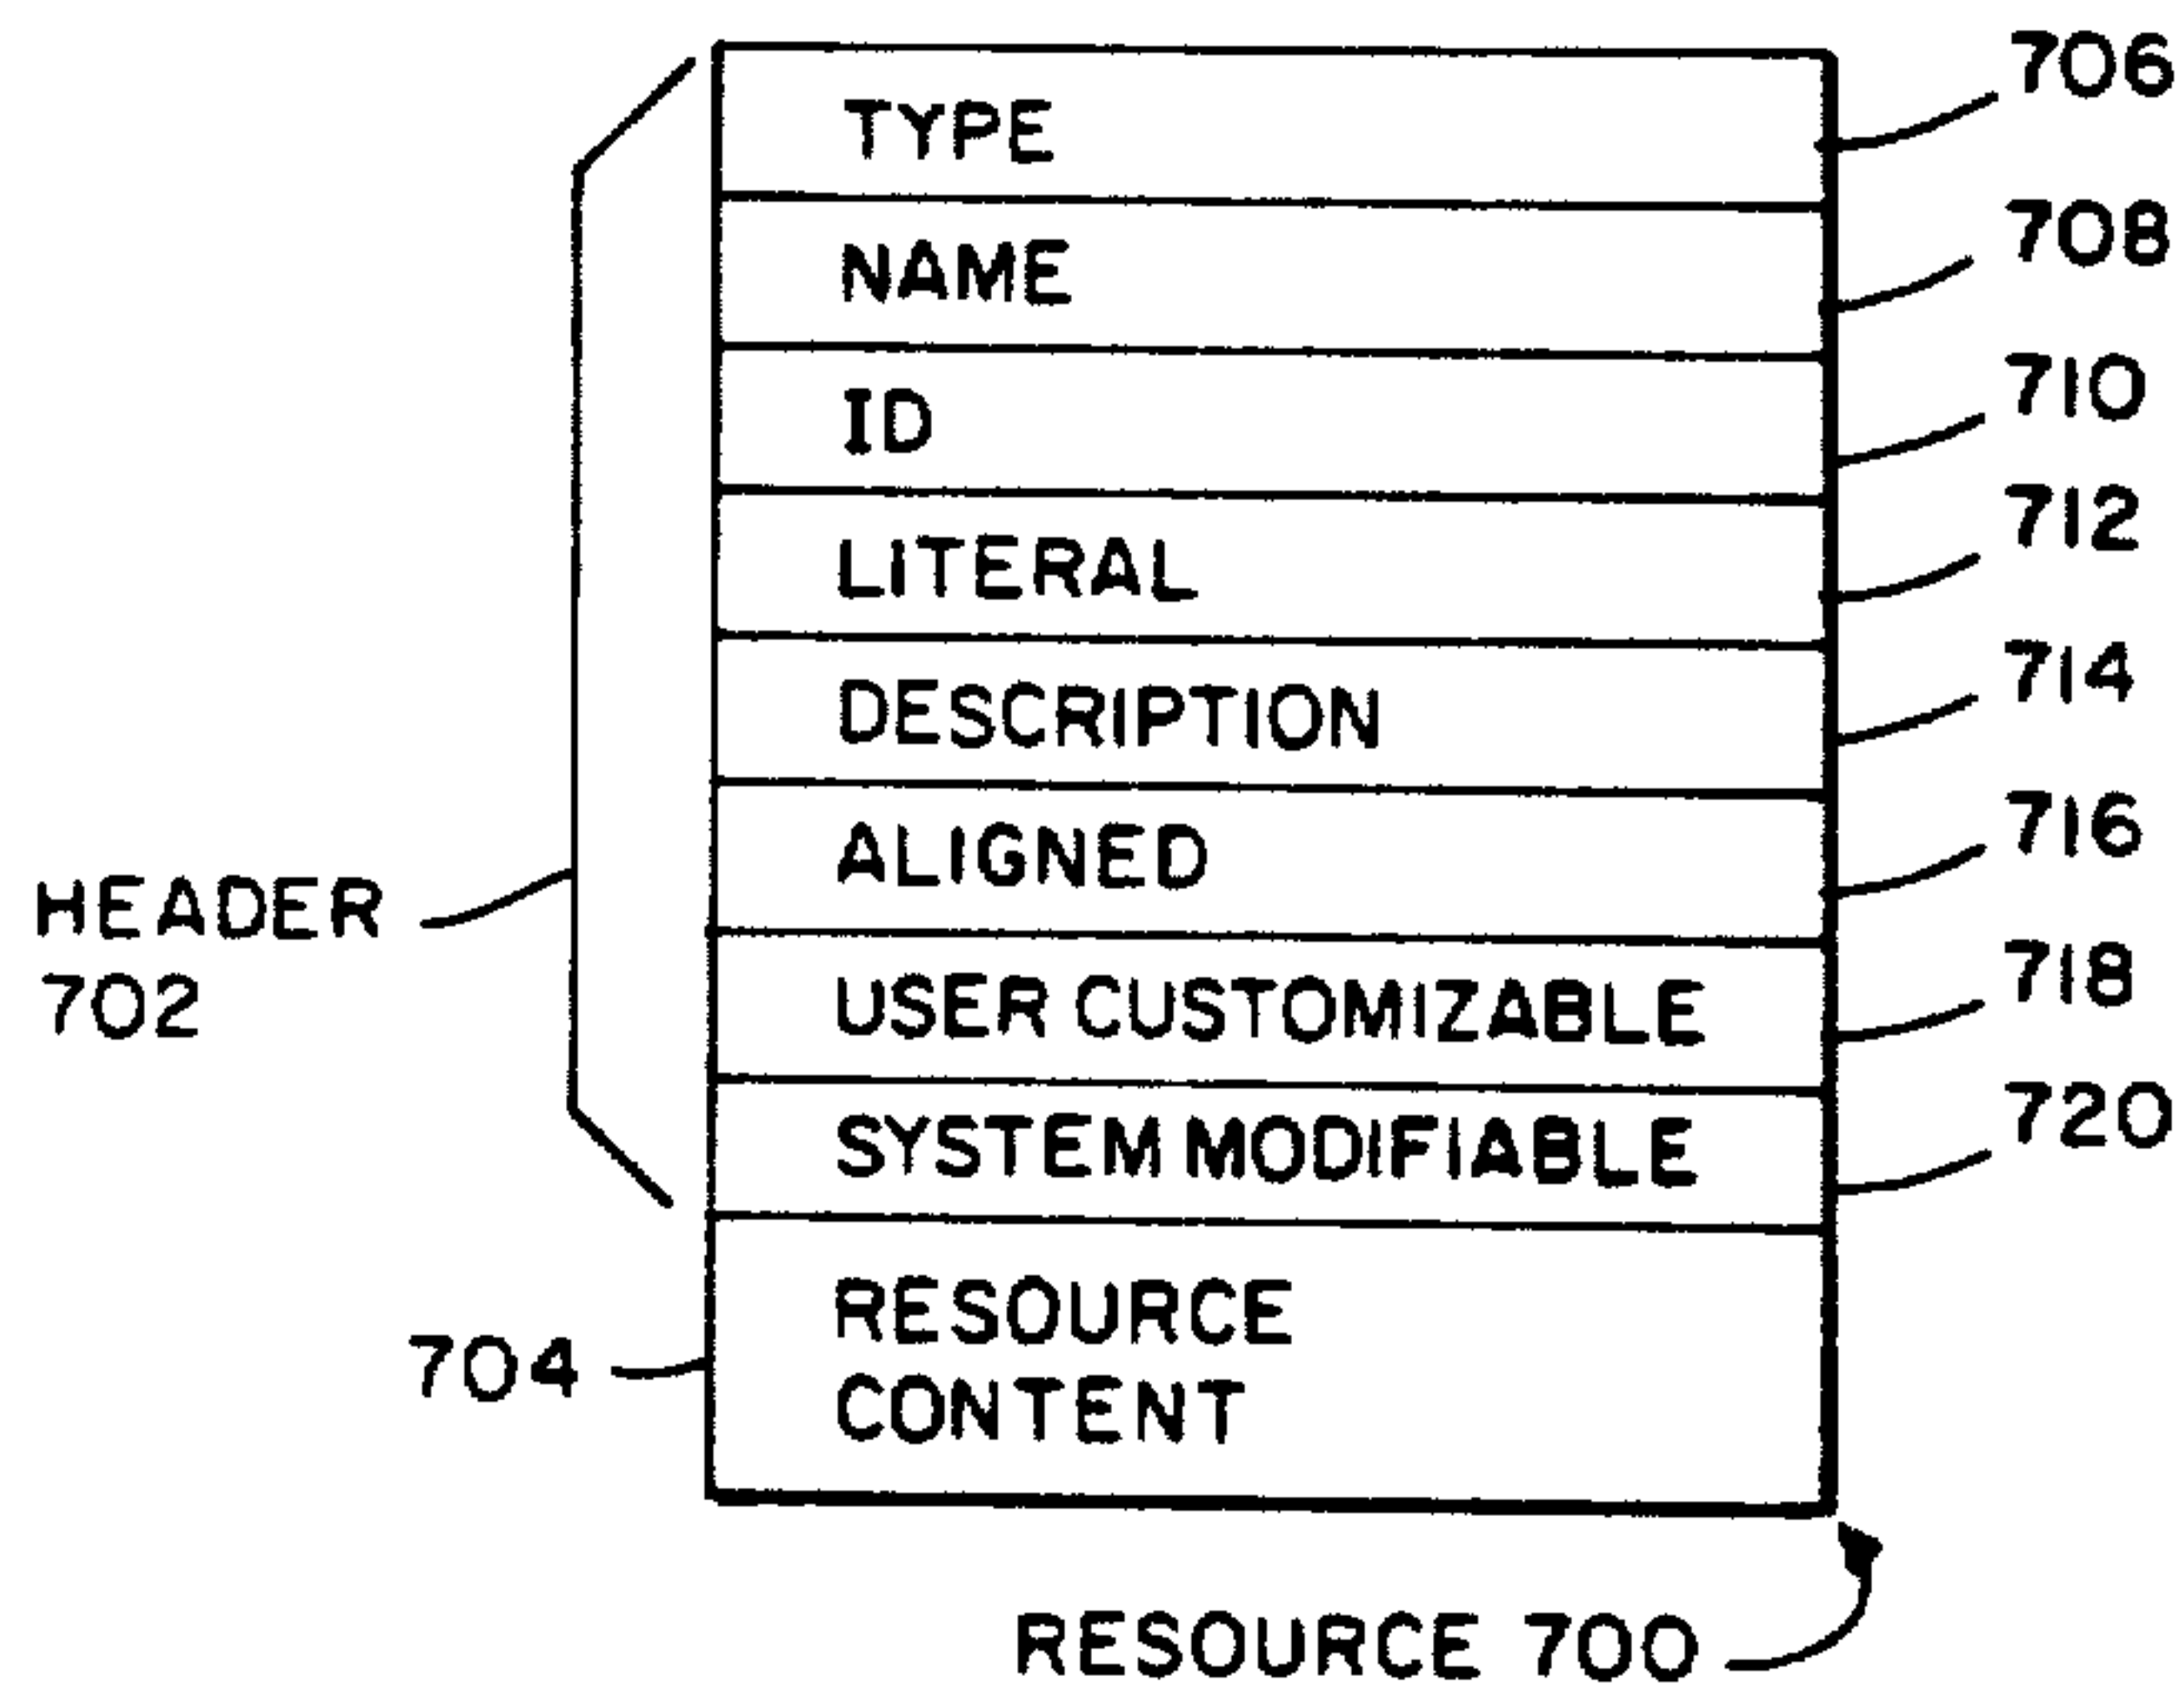 TYPE
706
NAME
708
ID
710
LITERAL
712
DESCRIPTION
714
ALIGNED
716
HEADER
702
USER CUSTOMIZABLE
718
SYSTEM MODIFIABLE
720
RESOURCE
CONTENT
704
RESOURCE 700